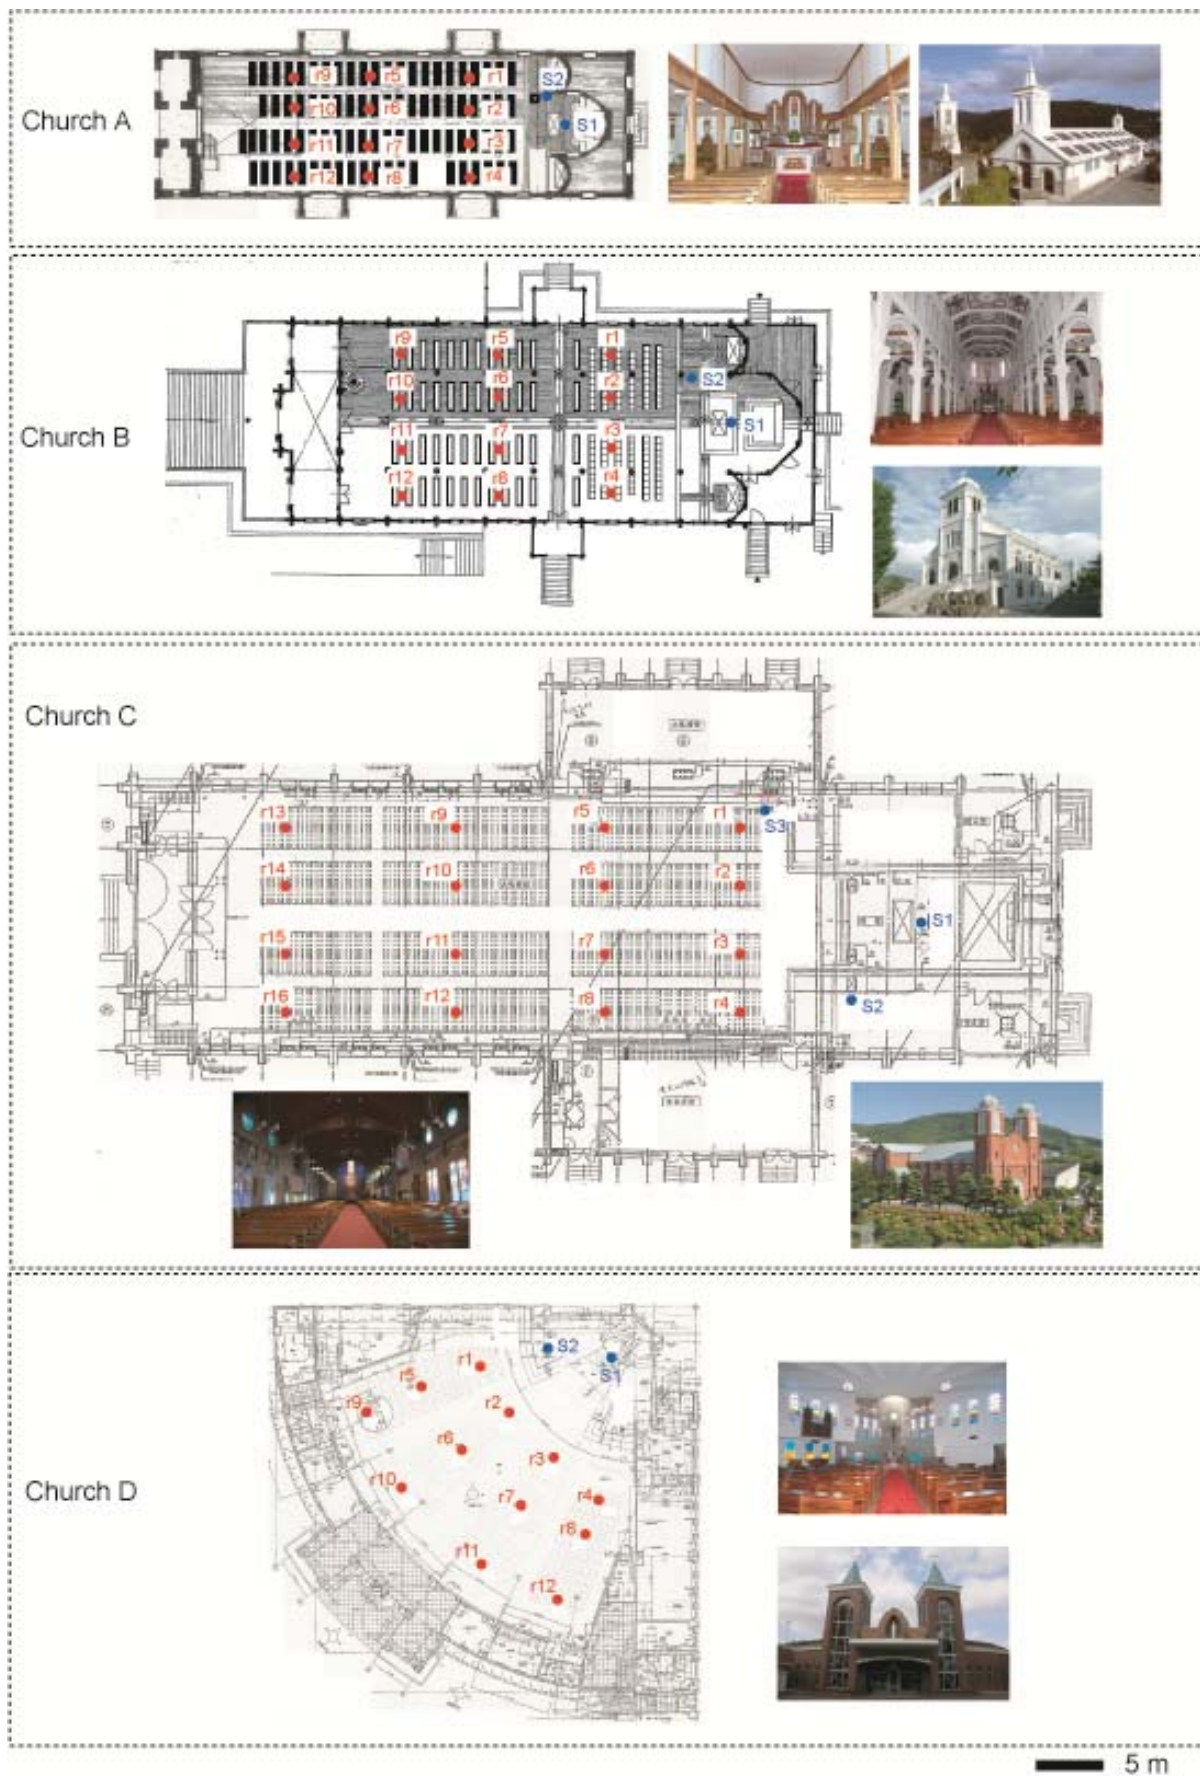 Church A
r9 r5 r1
S2
r10 r6 r2
S1
r11 r7 r3
r12 r8 r4
Church B
r9 r5 r1
S2
r10 r6 r2
S1
r11 r7 r3
r12 r8 r4
Church C
r13 r9 r5 r1
S3
r14 r10 r6 r2
S1
r15 r11 r7 r3
r16 r12 r8 r4
S2
Church D
S2
r1 S1
r5
r9 r2
r6 r3
r10 r7 r4
r8
r11
r12
5 m